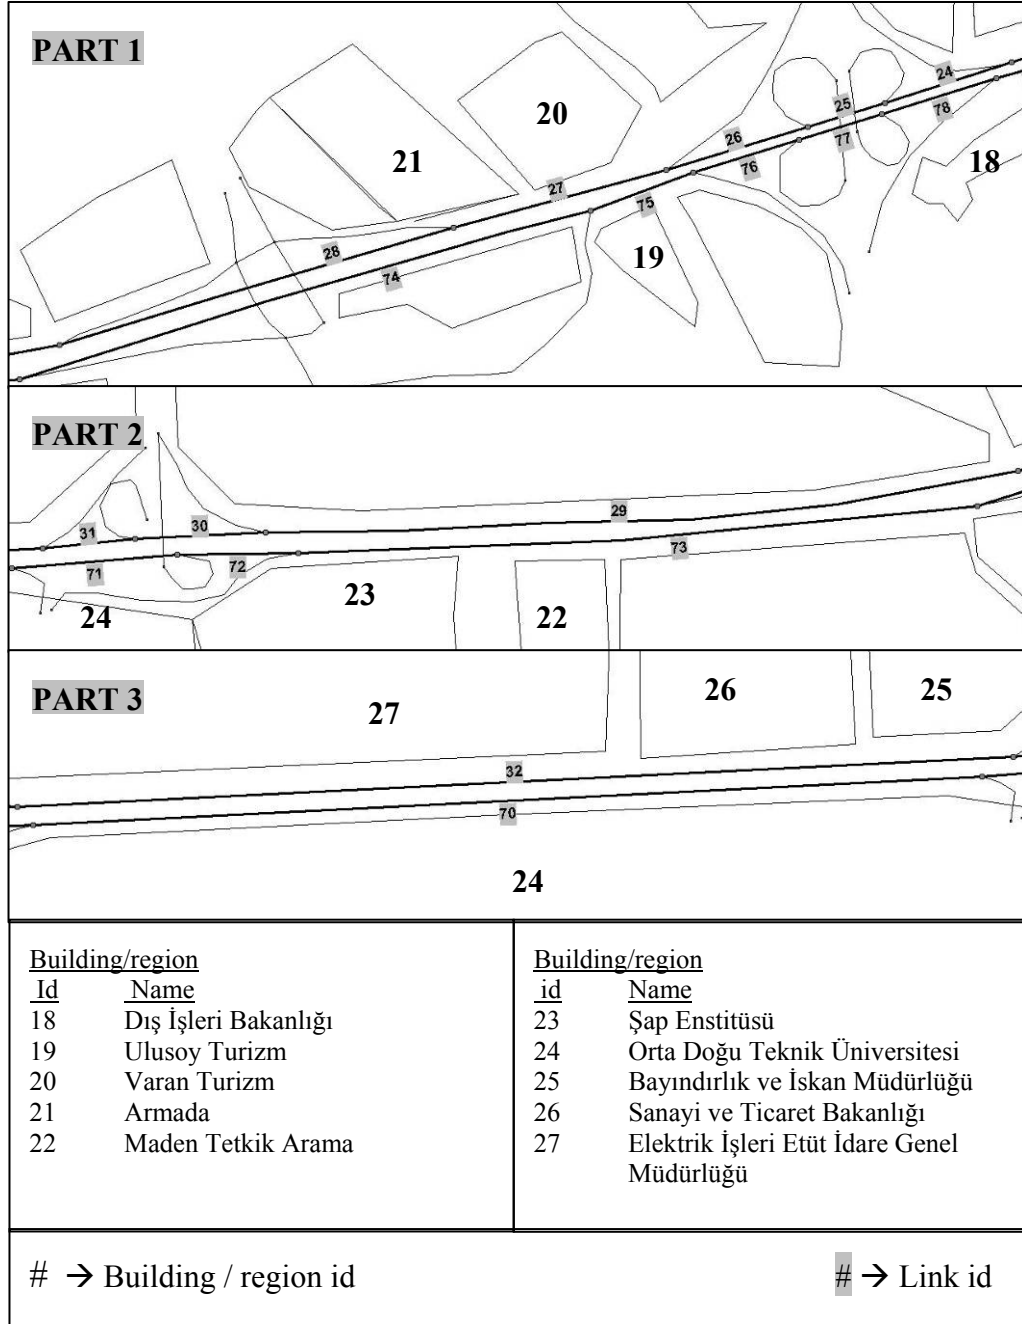 PART 1
24
25
78
20
26
77
21
76
18
27
75
19
28
74
PART 2
29
30
31
73
72
71
23
24
22
PART 3
26
25
27
32
70
24
Building/region
Id Name
18 Dış İşleri Bakanlığı
19 Ulusoy Turizm
20 Varan Turizm
21 Armada
22 Maden Tetkik Arama
Building/region
id Name
23 Şap Enstitüsü
24 Orta Doğu Teknik Üniversitesi
25 Bayındırlık ve İskan Müdürlüğü
26 Sanayi ve Ticaret Bakanlığı
27 Elektrik İşleri Etüt İdare Genel
Müdürlüğü
# → Building / region id
# → Link id